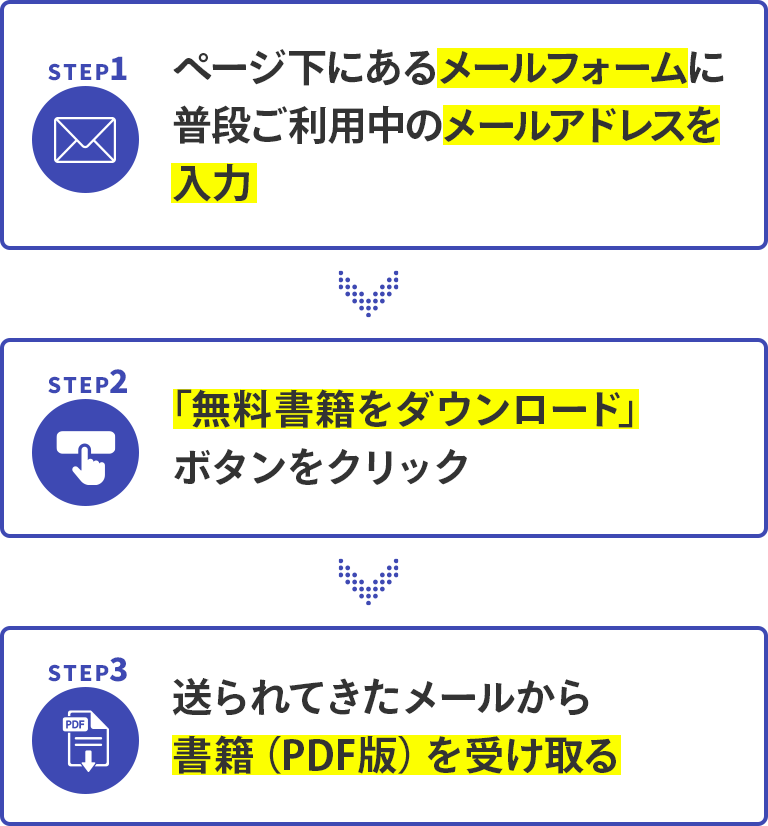 STEP1
ページ下にあるメールフォームに
普段ご利用中のメールアドレスを
入力
STEP2
「無料書籍をダウンロード」
ボタンをクリック
STEP3
PDF
送られてきたメールから
書籍（PDF版）を受け取る